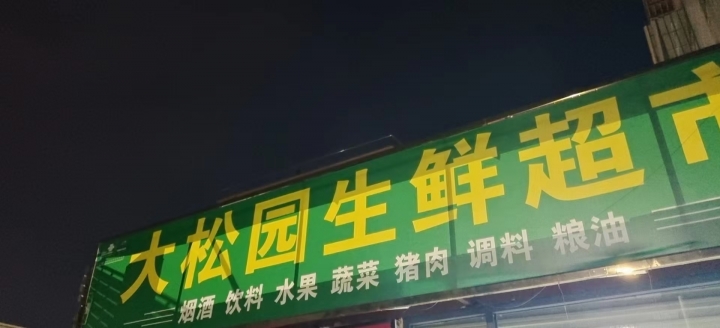 大松园生鲜超市
烟酒 饮料 水果 蔬菜 猪肉 调料 粮油